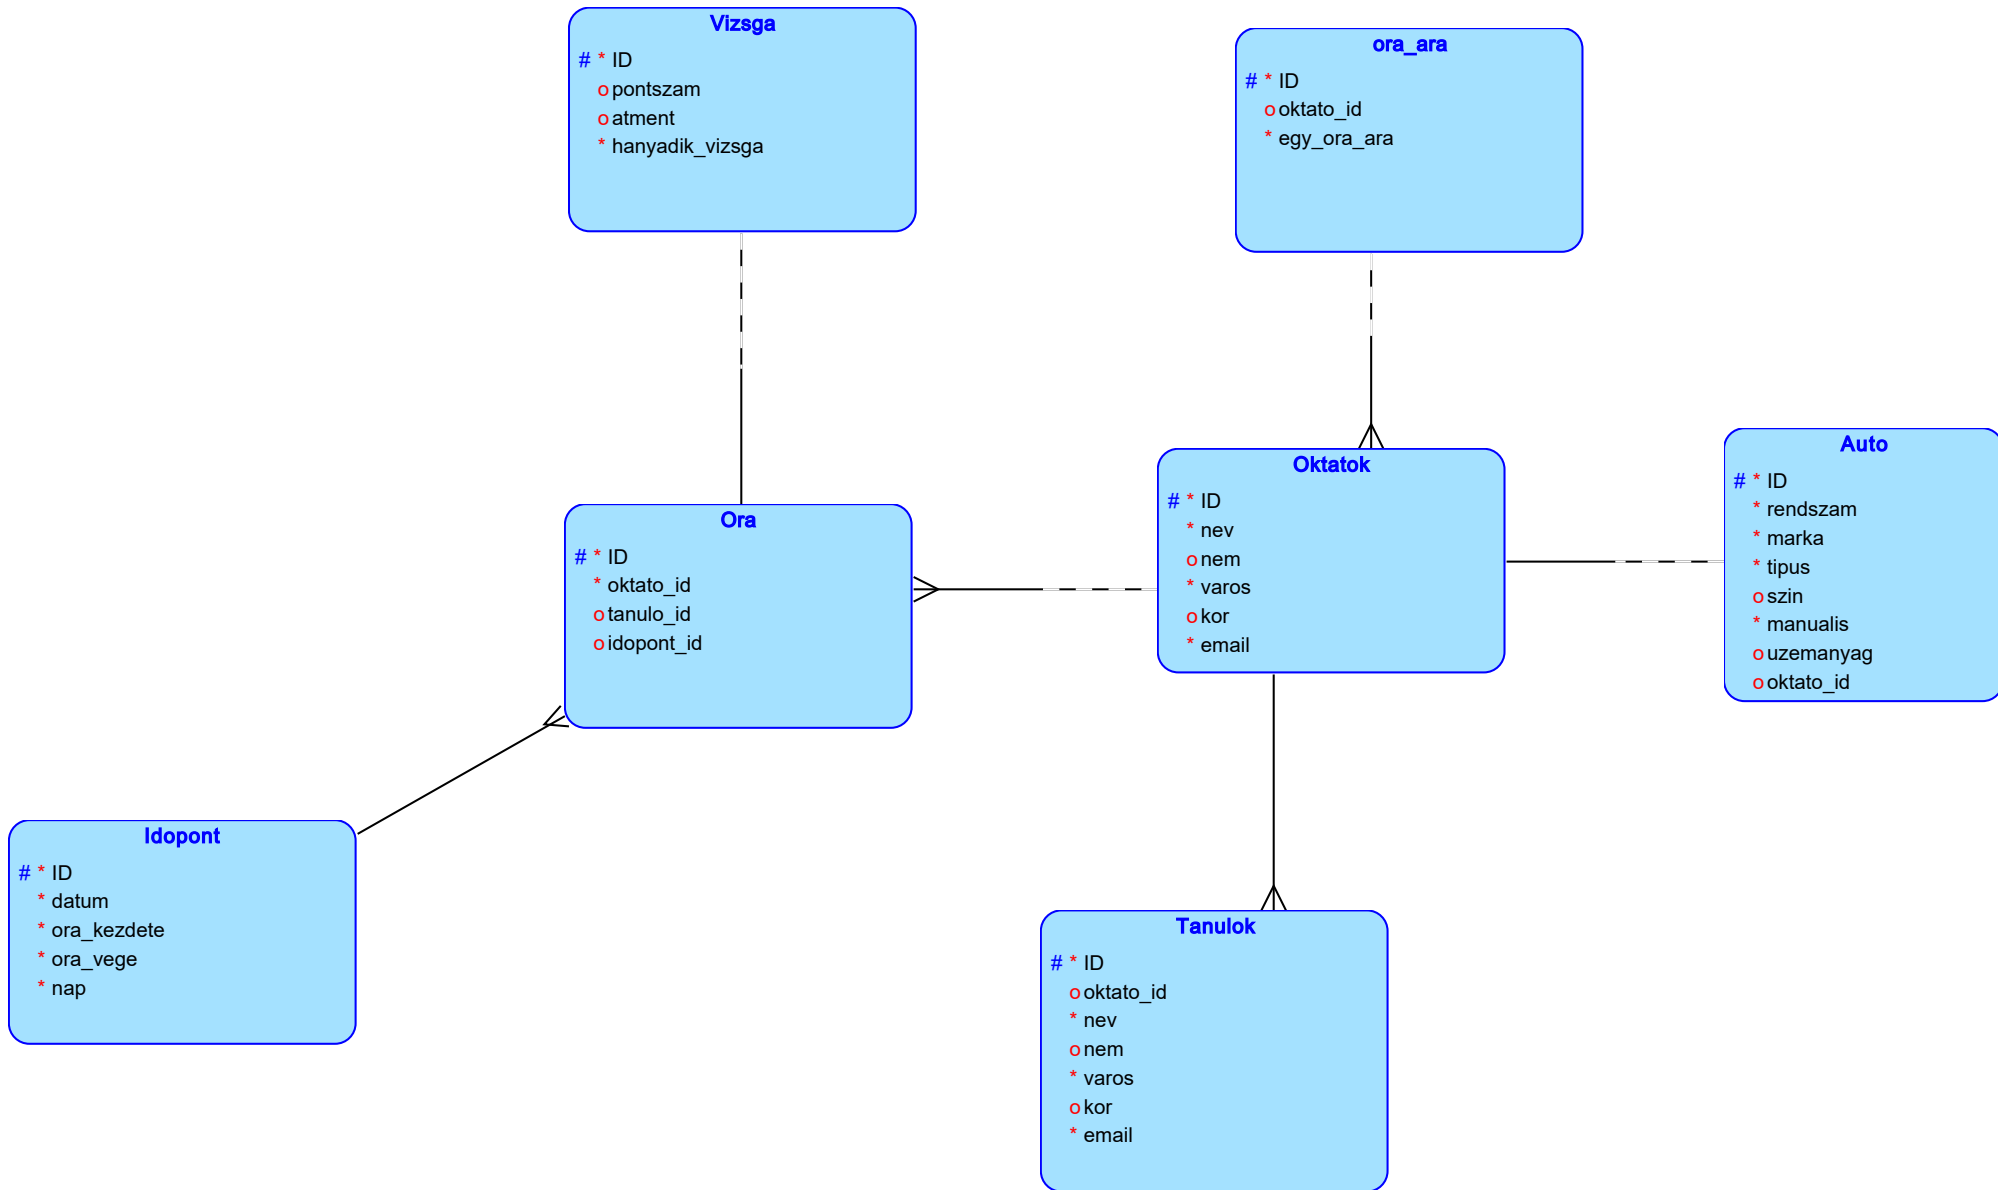 Vizsga
# * ID
o pontszam
o atment
* hanyadik_vizsga
ora_ara
# * ID
o oktato_id
* egy_ora_ara
Oktatok
# * ID
* nev
o nem
* varos
o kor
* email
Auto
# * ID
* rendszam
* marka
* tipus
o szin
* manualis
o uzemanyag
o oktato_id
Ora
# * ID
* oktato_id
o tanulo_id
o idopont_id
Idopont
# * ID
* datum
* ora_kezdete
* ora_vege
* nap
Tanulok
# * ID
o oktato_id
* nev
o nem
* varos
o kor
* email